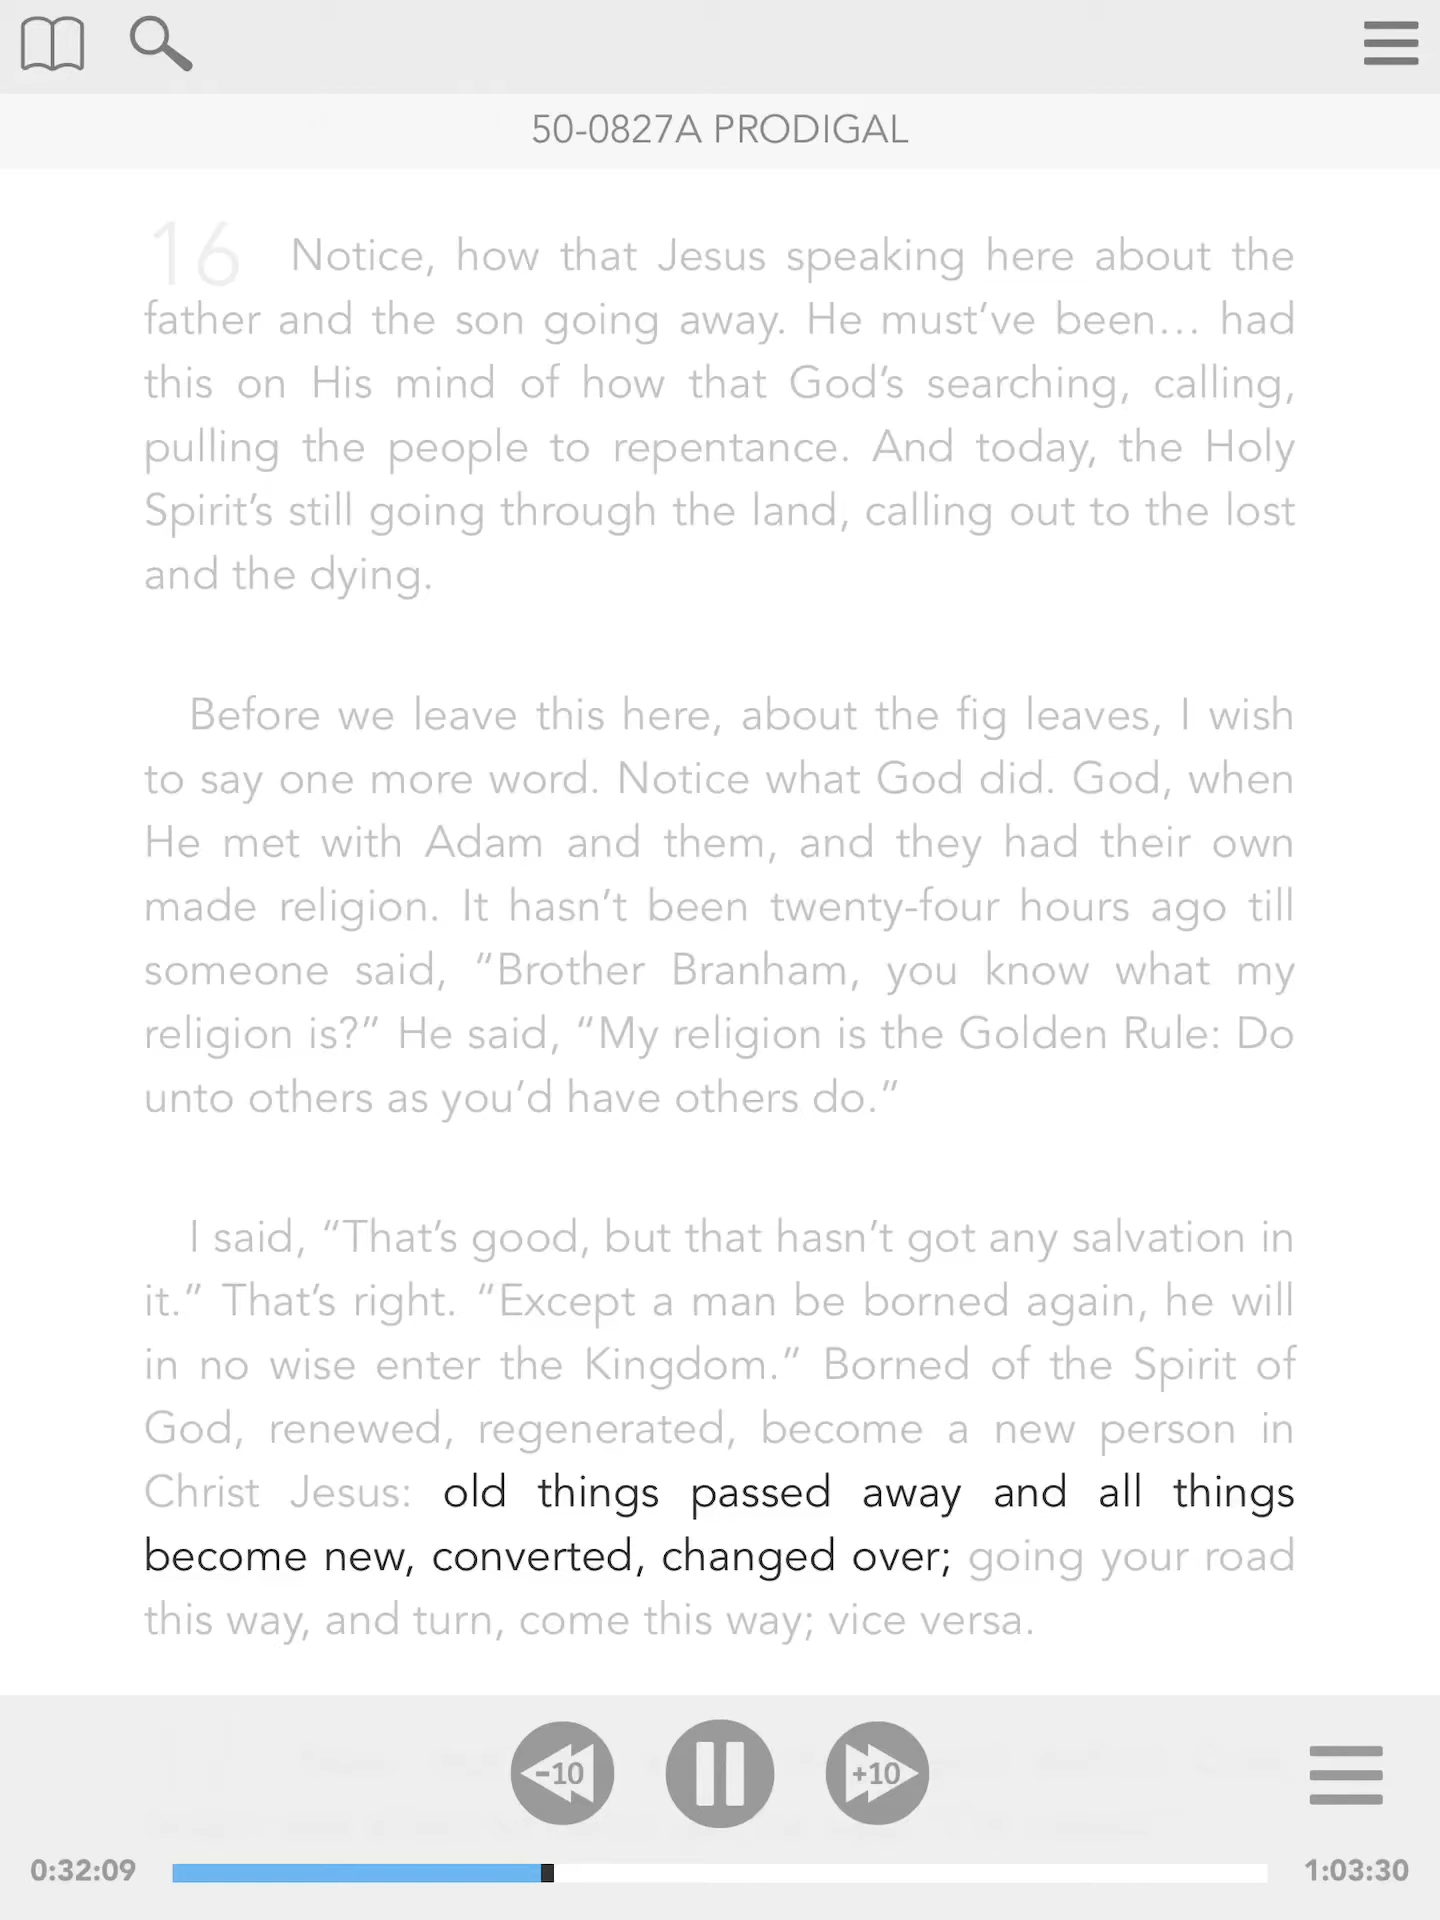 50-0827A PRODIGAL
16 Notice, how that Jesus speaking here about the
father and the son going away. He must’ve been… had
this on His mind of how that God’s searching, calling,
pulling the people to repentance. And today, the Holy
Spirit’s still going through the land, calling out to the lost
and the dying.
Before we leave this here, about the fig leaves, I wish
to say one more word. Notice what God did. God, when
He met with Adam and them, and they had their own
made religion. It hasn’t been twenty-four hours ago till
someone said, “Brother Branham, you know what my
religion is?” He said, “My religion is the Golden Rule: Do
unto others as you’d have others do.”
I said, “That’s good, but that hasn’t got any salvation in
it.” That’s right. “Except a man be borned again, he will
in no wise enter the Kingdom.” Borned of the Spirit of
God, renewed, regenerated, become a new person in
Christ Jesus: old things passed away and all things
become new, converted, changed over; going your road
this way, and turn, come this way; vice versa.
-10 +10
0:32:09 1:03:30